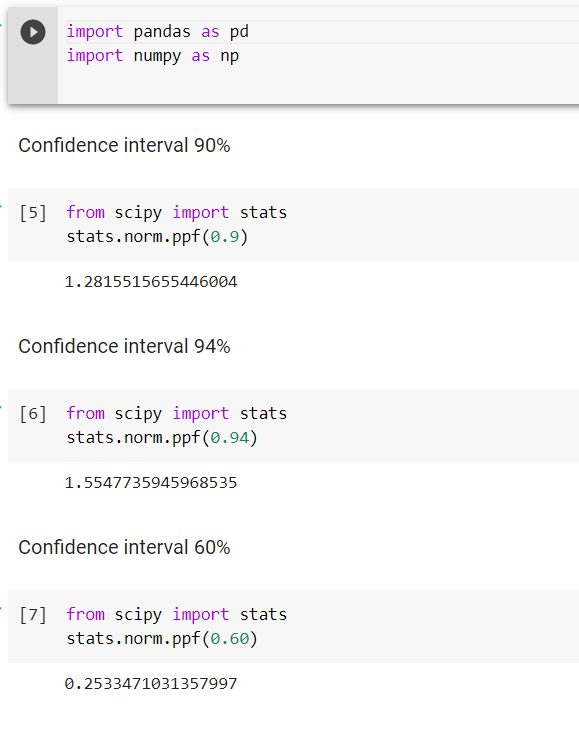 import pandas as pd
import numpy as np
Confidence interval 90%
[5] from scipy import stats
stats.norm.ppf(0.9)
1.2815515655446004
Confidence interval 94%
[6] from scipy import stats
stats.norm.ppf(0.94)
1.5547735945968535
Confidence interval 60%
[7] from scipy import stats
stats.norm.ppf(0.60)
0.2533471031357997